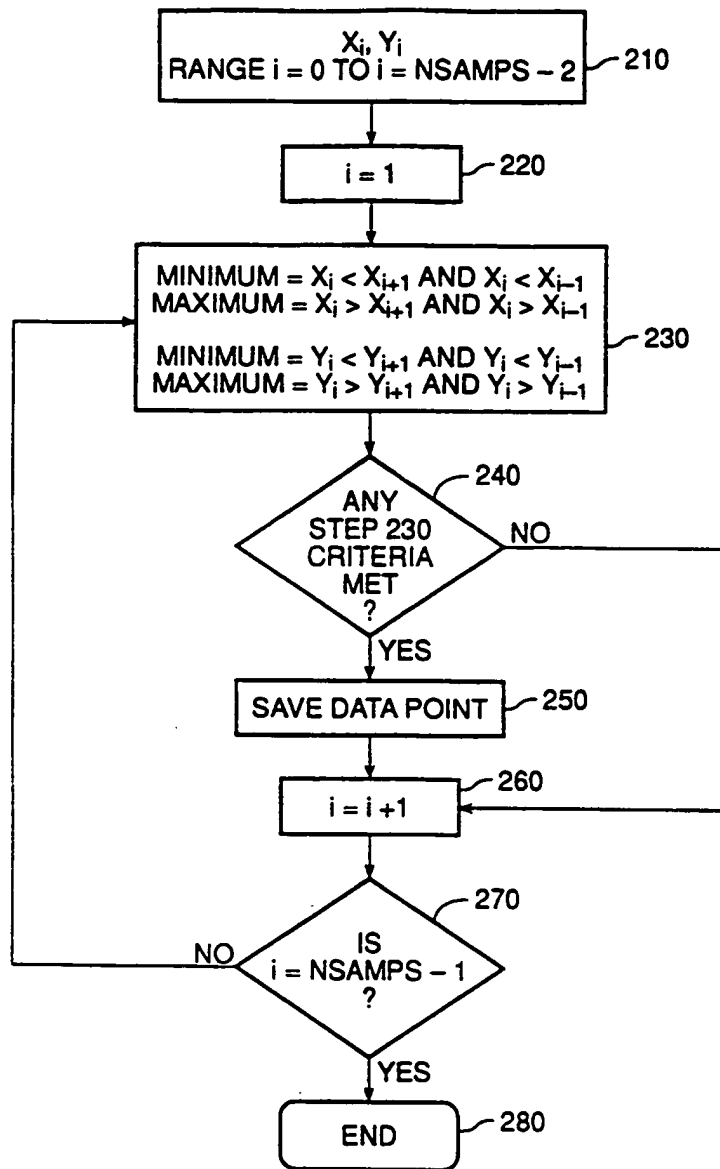 Xi, Yi
RANGE i = 0 TO i = NSAMPS – 2
210
i = 1
220
MINIMUM = Xi < Xi+1 AND Xi < Xi–1
MAXIMUM = Xi > Xi+1 AND Xi > Xi–1
MINIMUM = Yi < Yi+1 AND Yi < Yi–1
MAXIMUM = Yi > Yi+1 AND Yi > Yi–1
230
240
ANY
STEP 230
CRITERIA
MET
?
NO
YES
SAVE DATA POINT
250
260
i = i +1
270
IS
i = NSAMPS – 1
?
NO
YES
END
280